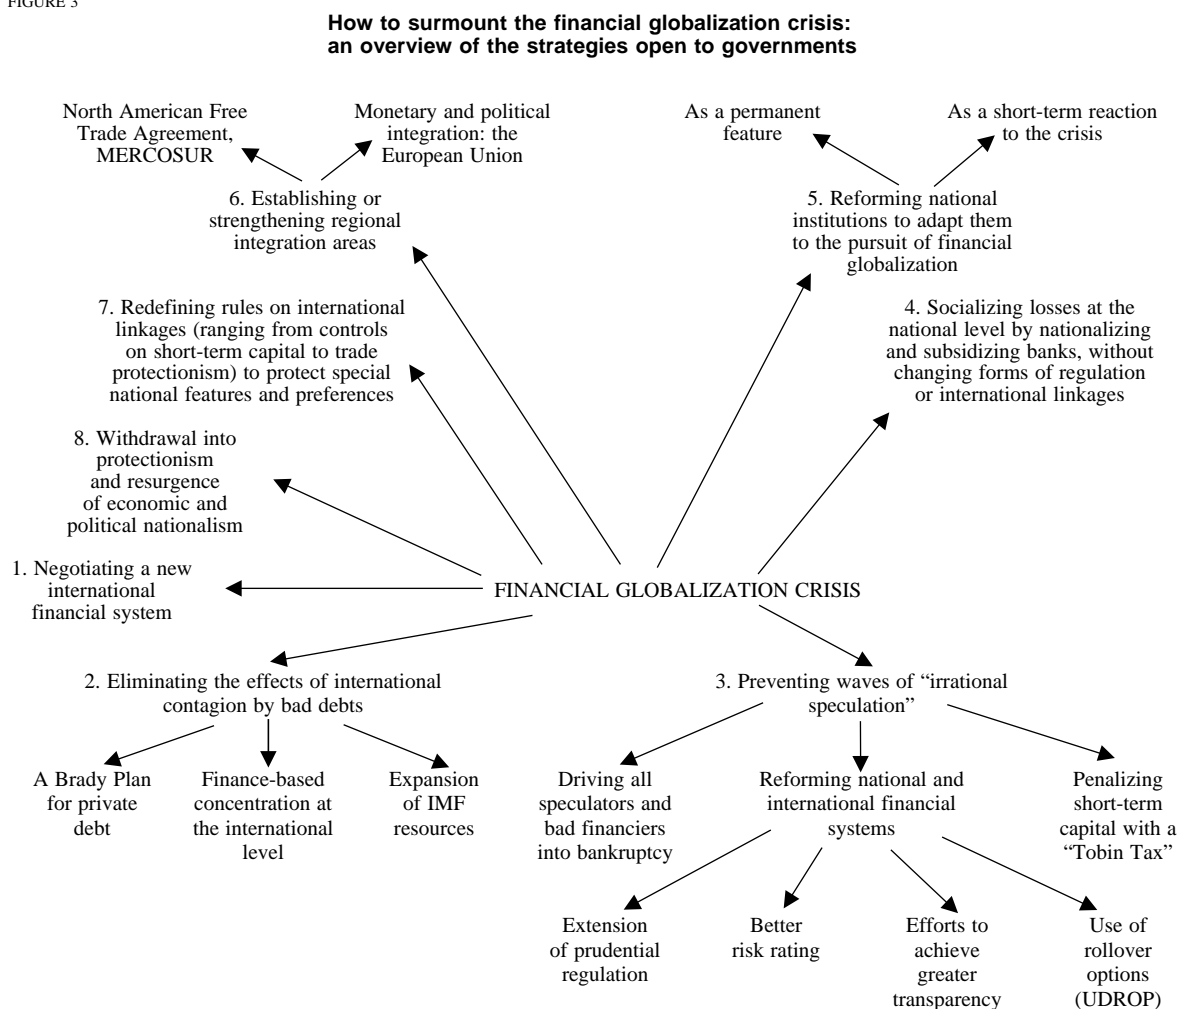 FIGURE 3
How to surmount the financial globalization crisis:
an overview of the strategies open to governments
North American Free
Trade Agreement,
MERCOSUR
Monetary and political
integration: the
European Union
As a permanent
feature
As a short-term reaction
to the crisis
6. Establishing or
strengthening regional
integration areas
5. Reforming national
institutions to adapt them
to the pursuit of financial
globalization
7. Redefining rules on international
linkages (ranging from controls
on short-term capital to trade
protectionism) to protect special
national features and preferences
4. Socializing losses at the
national level by nationalizing
and subsidizing banks, without
changing forms of regulation
or international linkages
8. Withdrawal into
protectionism
and resurgence
of economic and
political nationalism
1. Negotiating a new
international
financial system
FINANCIAL GLOBALIZATION CRISIS
2. Eliminating the effects of international
contagion by bad debts
3. Preventing waves of “irrational
speculation”
A Brady Plan
for private
debt
Finance-based
concentration at
the international
level
Expansion
of IMF
resources
Driving all
speculators and
bad financiers
into bankruptcy
Reforming national and
international financial
systems
Penalizing
short-term
capital with a
“Tobin Tax”
Extension
of prudential
regulation
Better
risk rating
Efforts to
achieve
greater
transparency
Use of
rollover
options
(UDROP)